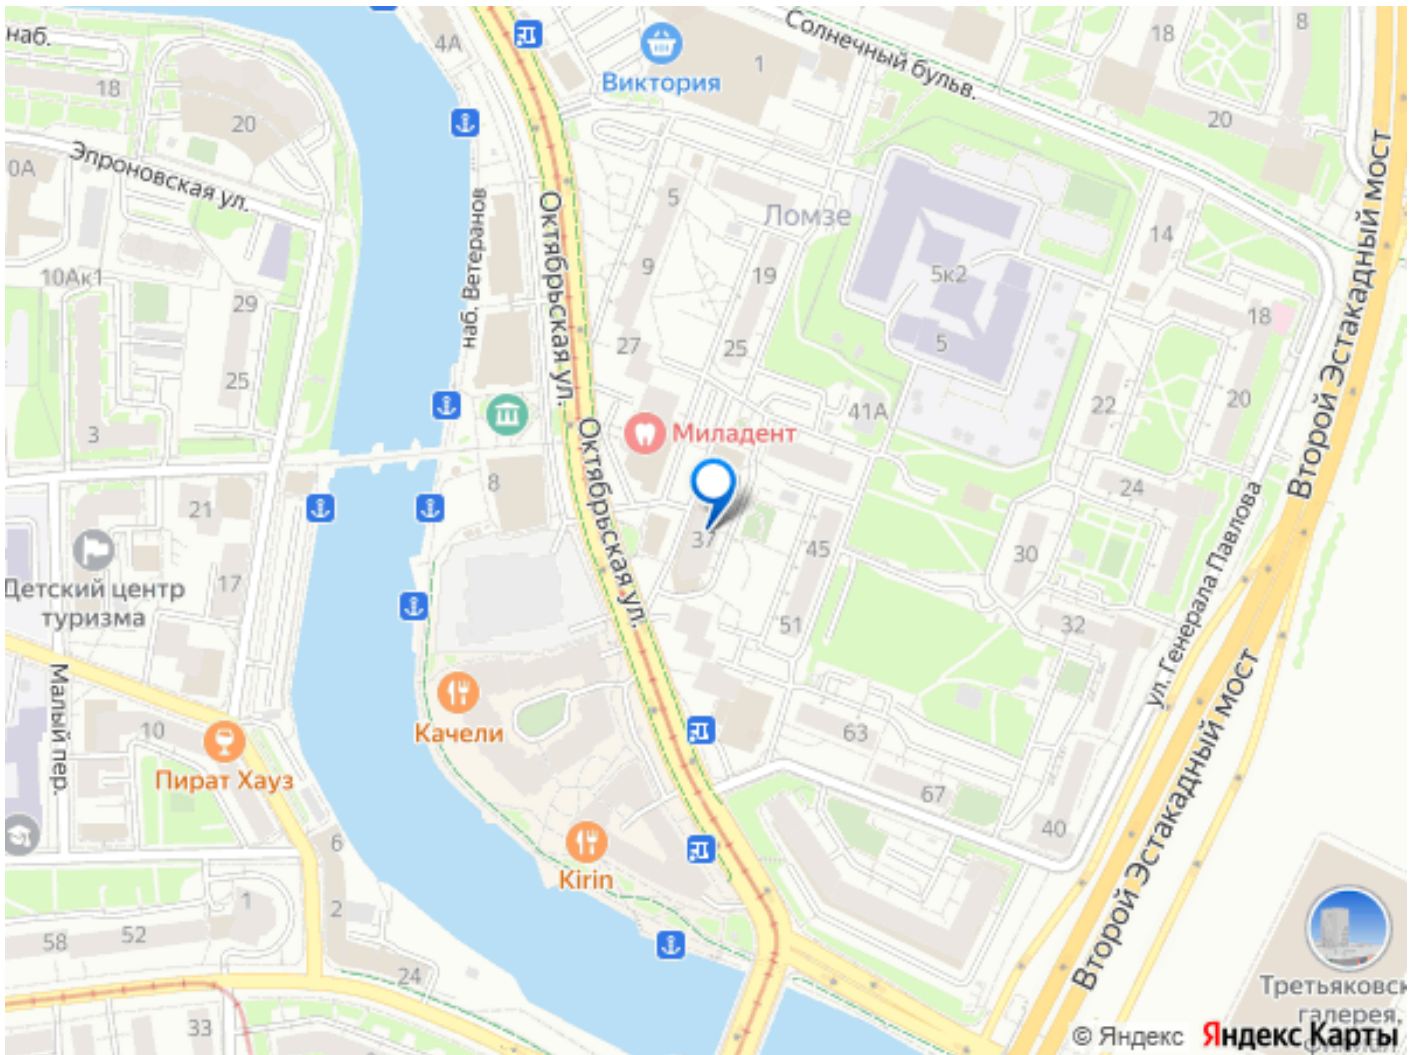 наб.
4А
Солнечный бульв.
18
8
18
Виктория
1
20
20
Эпроновская ул.
0А
наб. Ветеранов
Октябрьская ул.
5
Ломзе
Второй Эстакадный мост
14
9
19
5к2
10Ак1
29
18
27
25
5
25
20
22
41А
3
Миладент
Октябрьская ул.
8
24
21
37
45
30
ул. Генерала Павлова
17
Детский центр
туризма
51
32
Малый пер.
Второй Эстакадный мост
10
Качели
63
Пират Хауз
67
40
6
Kirin
1
2
58
52
24
33
Третьяковск
галерея,
© Яндекс
Яндекс Карты